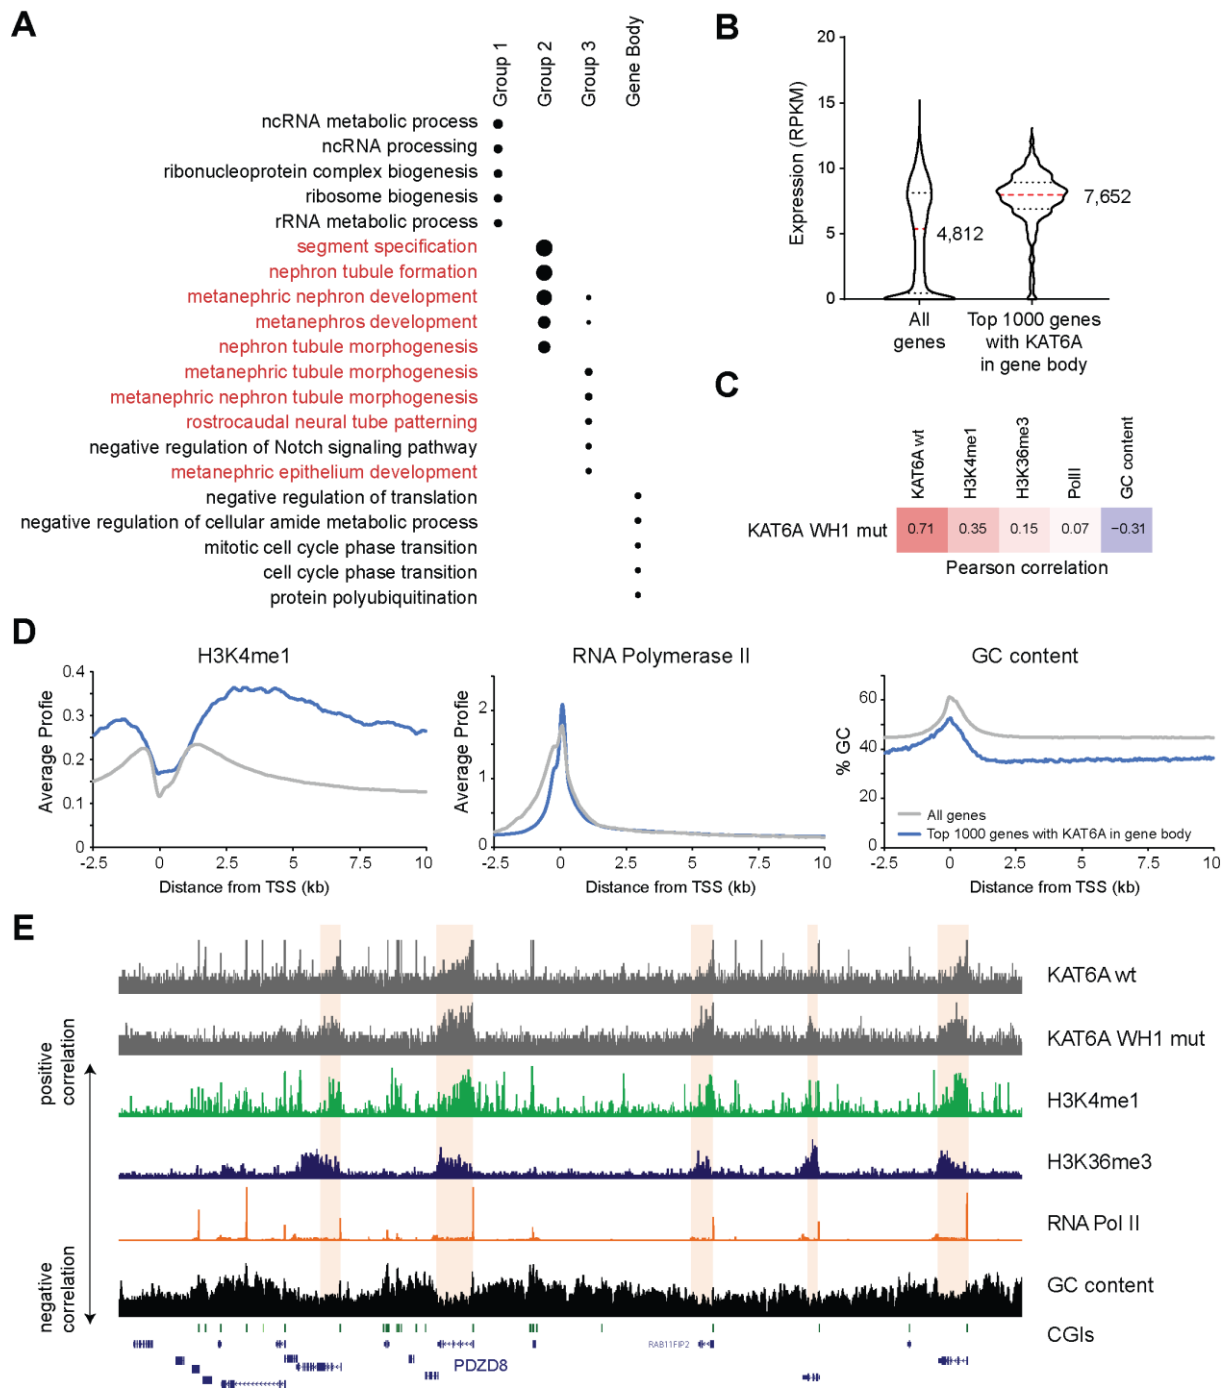 A
Group 1
Group 2
Group 3
Gene Body
ncRNA metabolic process
ncRNA processing
ribonucleoprotein complex biogenesis
ribosome biogenesis
rRNA metabolic process
segment specification
nephron tubule formation
metanephric nephron development
metanephros development
nephron tubule morphogenesis
metanephric tubule morphogenesis
metanephric nephron tubule morphogenesis
rostrocaudal neural tube patterning
negative regulation of Notch signaling pathway
metanephric epithelium development
negative regulation of translation
negative regulation of cellular amide metabolic process
mitotic cell cycle phase transition
cell cycle phase transition
protein polyubiquitination
B
Expression (RPKM)
20
15
10
5
0
4,812
7,652
All
genes
Top 1000 genes
with KAT6A
in gene body
C
KAT6A wt
H3K4me1
H3K36me3
PolII
GC content
KAT6A WH1 mut
0.71
0.35
0.15
0.07
−0.31
Pearson correlation
D
H3K4me1
Average Profie
0.4
0.3
0.2
0.1
0
-2.5
0
2.5
5
7.5
10
Distance from TSS (kb)
RNA Polymerase II
Average Profie
2
1
0
-2.5
0
2.5
5
7.5
10
Distance from TSS (kb)
GC content
% GC
60
40
20
0
All genes
Top 1000 genes with KAT6A in gene body
-2.5
0
2.5
5
7.5
10
Distance from TSS (kb)
E
positive
correlation
negative
correlation
KAT6A wt
KAT6A WH1 mut
H3K4me1
H3K36me3
RNA Pol II
GC content
CGIs
RAB11FIP2
PDZD8